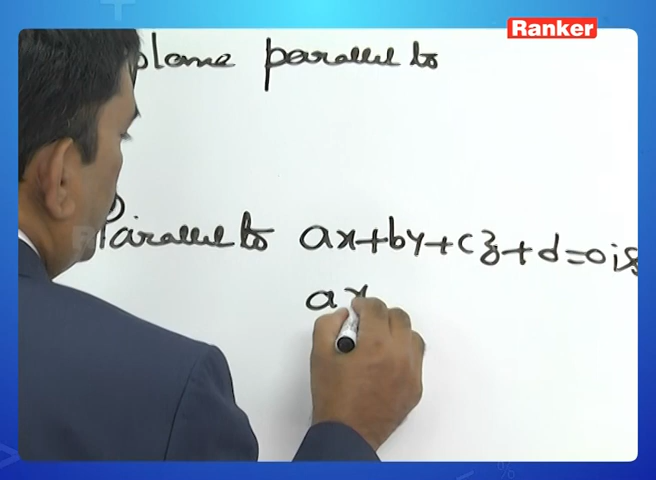 Ranker
plane parallel to
Parallel to ax+by+cz+d=0 is
ax